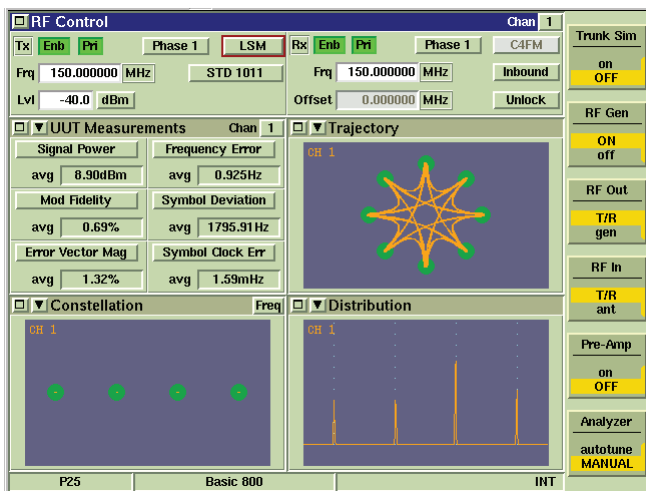 RF Control Chan 1
Tx Enb Pri Phase 1 LSM Rx Enb Pri Phase 1 C4FM
Frq 150.000000 MHz STD 1011 Frq 150.000000 MHz Inbound
Lvl -40.0 dBm Offset 0.000000 MHz Unlock
UUT Measurements Chan 1
Signal Power Frequency Error
avg 8.90dBm avg 0.925Hz
Mod Fidelity Symbol Deviation
avg 0.69% avg 1795.91Hz
Error Vector Mag Symbol Clock Err
avg 1.32% avg 1.59mHz
Trajectory
CH 1
Constellation Freq
CH 1
Distribution
CH 1
Trunk Sim
on
OFF
RF Gen
ON
off
RF Out
T/R
gen
RF In
T/R
ant
Pre-Amp
on
OFF
Analyzer
autotune
MANUAL
P25 Basic 800 INT